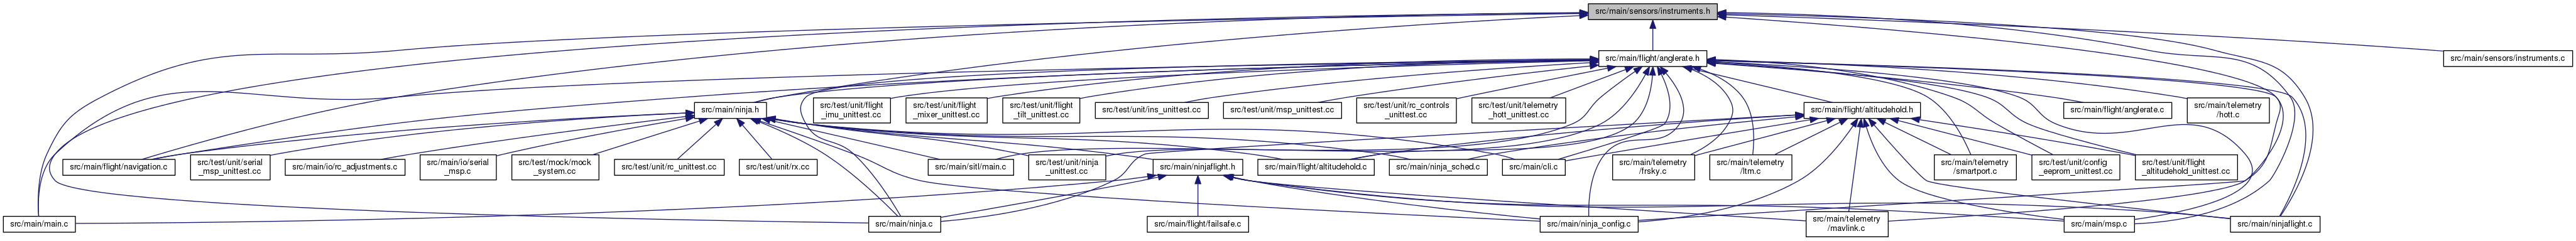 src/main/sensors/instruments.h
src/main/flight/anglerate.h
src/main/sensors/instruments.c
src/main/ninja.h
src/test/unit/flight
_imu_unittest.cc
src/test/unit/flight
_mixer_unittest.cc
src/test/unit/flight
_tilt_unittest.cc
src/test/unit/ins_unittest.cc
src/test/unit/msp_unittest.cc
src/test/unit/rc_controls
_unittest.cc
src/test/unit/telemetry
_hott_unittest.cc
src/main/flight/altitudehold.h
src/main/flight/anglerate.c
src/main/telemetry
/hott.c
src/main/flight/navigation.c
src/test/unit/serial
_msp_unittest.cc
src/main/io/rc_adjustments.c
src/main/io/serial
_msp.c
src/test/mock/mock
_system.cc
src/test/unit/rc_unittest.cc
src/test/unit/rx.cc
src/main/sitl/main.c
src/test/unit/ninja
_unittest.cc
src/main/ninjaflight.h
src/main/flight/altitudehold.c
src/main/ninja_sched.c
src/main/cli.c
src/main/telemetry
/frsky.c
src/main/telemetry
/ltm.c
src/main/telemetry
/smartport.c
src/test/unit/config
_eeprom_unittest.cc
src/test/unit/flight
_altitudehold_unittest.cc
src/main/main.c
src/main/ninja.c
src/main/flight/failsafe.c
src/main/ninja_config.c
src/main/telemetry
/mavlink.c
src/main/msp.c
src/main/ninjaflight.c